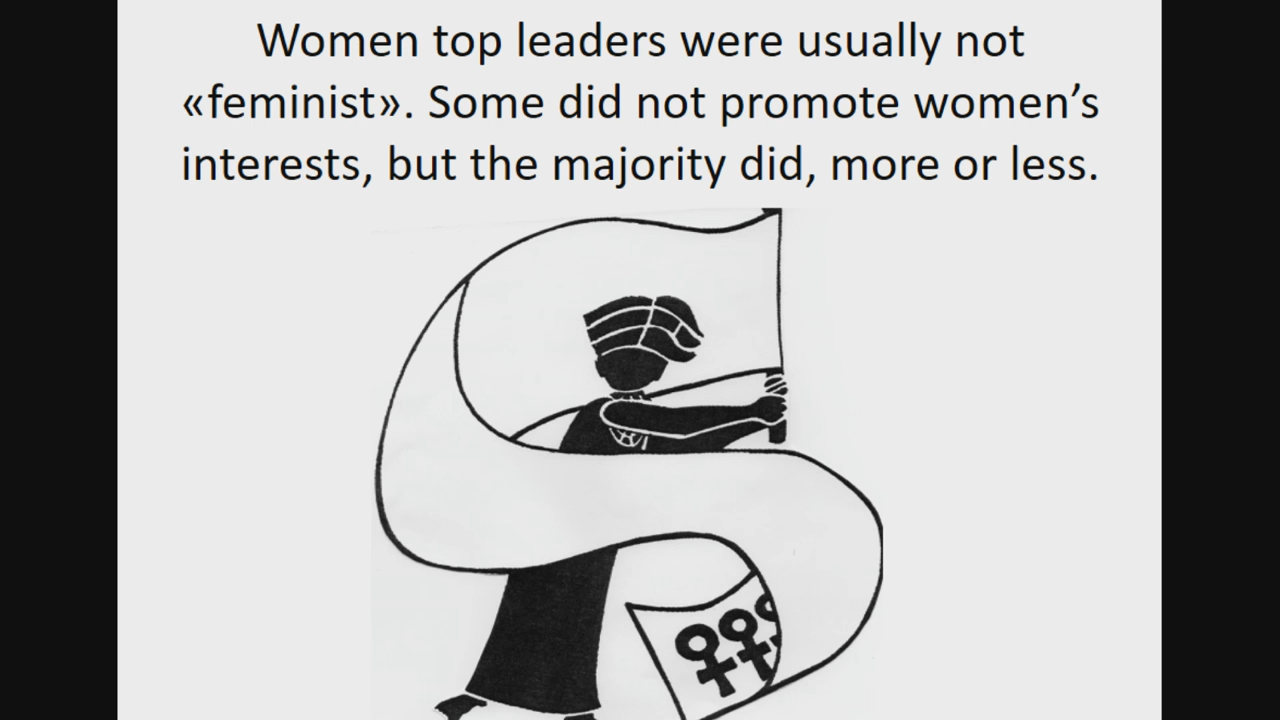 Women top leaders were usually not
«feminist». Some did not promote women’s
interests, but the majority did, more or less.